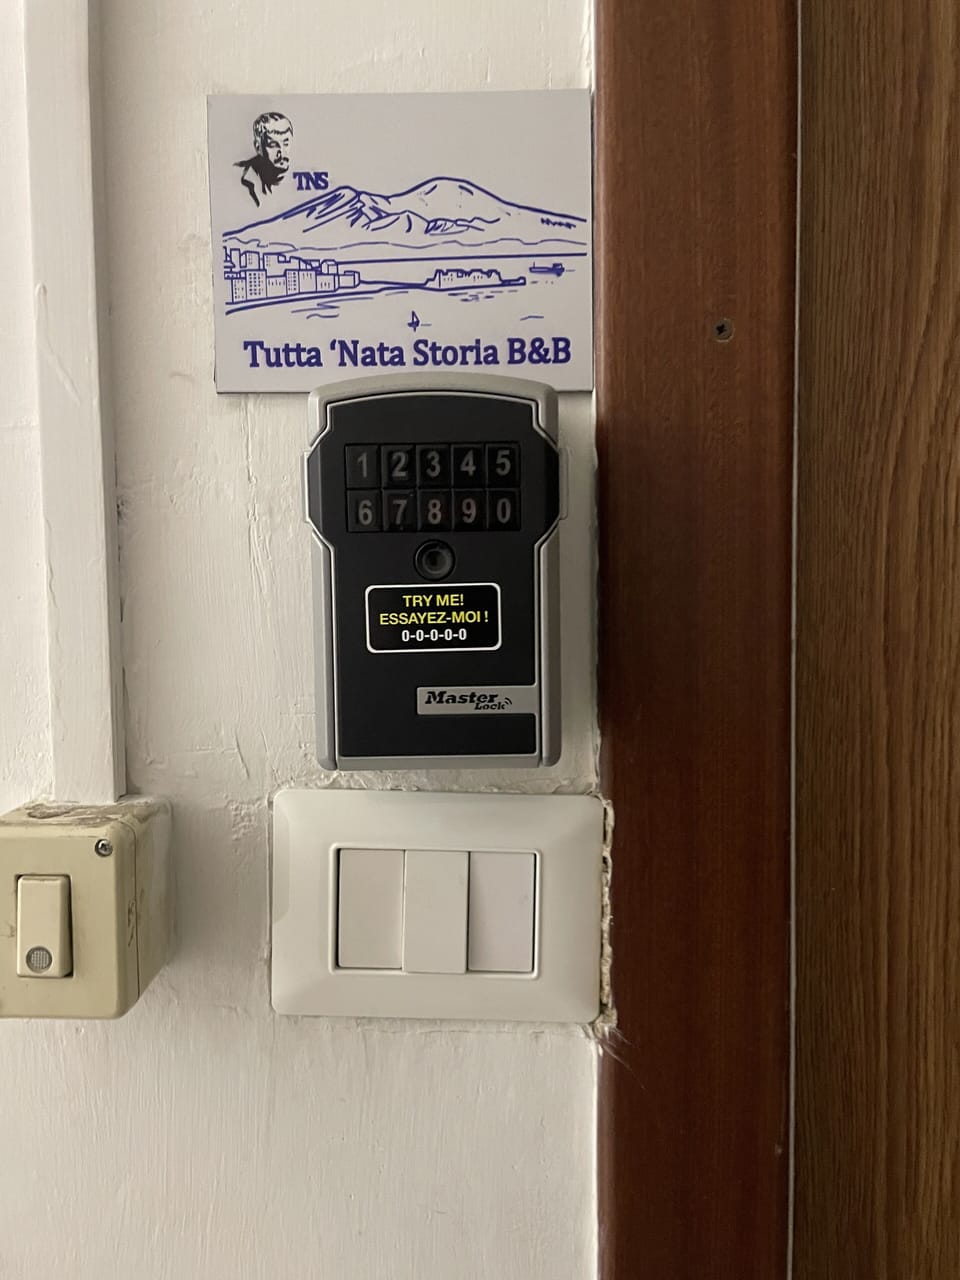 TNS
Tutta ‘Nata Storia B&B
1 2 3 4 5
6 7 8 9 0
TRY ME!
ESSAYEZ-MOI !
0-0-0-0-0
Master
Lock